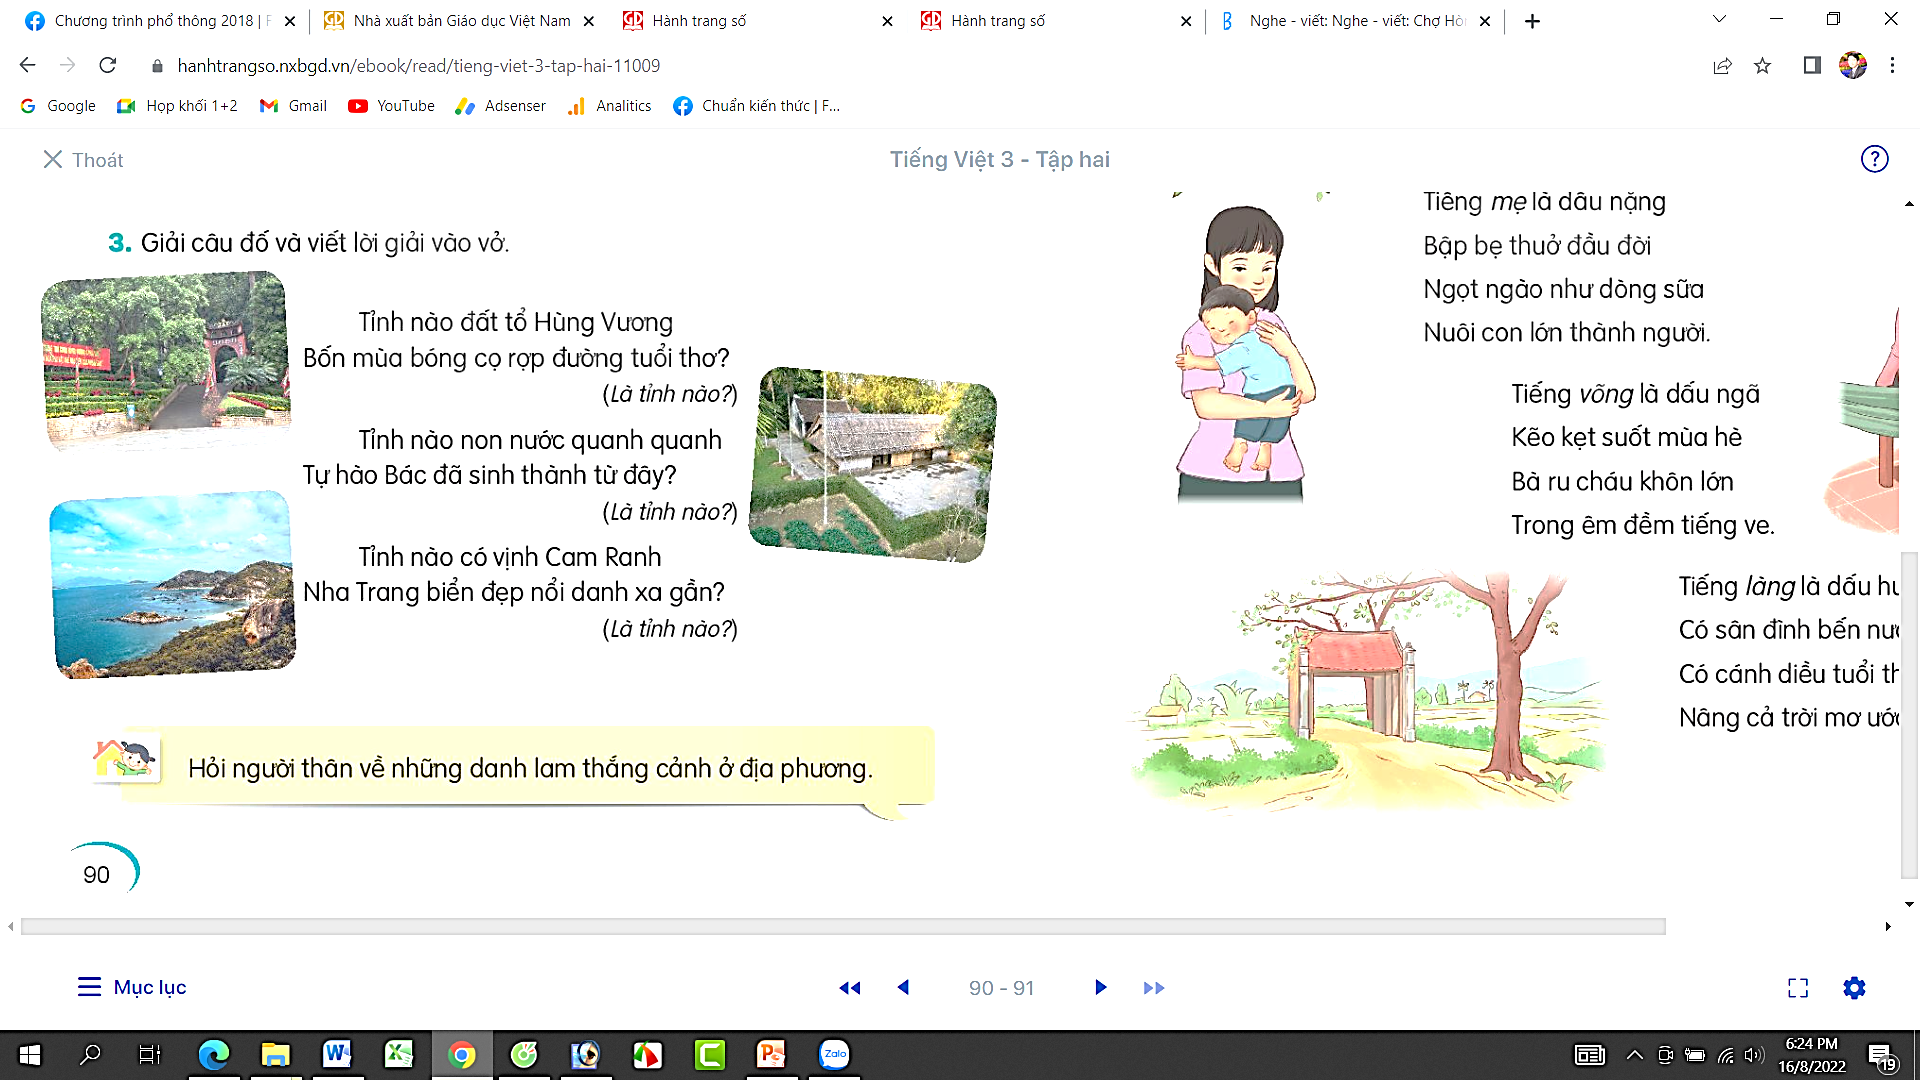 Chương trình phổ thông 2018 | F
Nhà xuất bản Giáo dục Việt Nam
Hành trang số
Hành trang số
Nghe - viết: Nghe - viết: Chợ Hòn
hanhtrangso.nxbgd.vn/ebook/read/tieng-viet-3-tap-hai-11009
Google
Họp khối 1+2
Gmail
YouTube
Adsenser
Analitics
Chuẩn kiến thức | F...
Thoát
Tiếng Việt 3 - Tập hai
?
3. Giải câu đố và viết lời giải vào vở.
Tỉnh nào đất tổ Hùng Vương
Bốn mùa bóng cọ rợp đường tuổi thơ?
(Là tỉnh nào?)
Tỉnh nào non nước quanh quanh
Tự hào Bác đã sinh thành từ đây?
(Là tỉnh nào?)
Tỉnh nào có vịnh Cam Ranh
Nha Trang biển đẹp nổi danh xa gần?
(Là tỉnh nào?)
Hỏi người thân về những danh lam thắng cảnh ở địa phương.
90
Tiếng mẹ là dấu nặng
Bập bẹ thuở đầu đời
Ngọt ngào như dòng sữa
Nuôi con lớn thành người.
Tiếng võng là dấu ngã
Kẽo kẹt suốt mùa hè
Bà ru cháu khôn lớn
Trong êm đềm tiếng ve.
Tiếng làng là dấu hu
Có sân đình bến nướ
Có cánh diều tuổi th
Nâng cả trời mơ ước
Mục lục
90 - 91
Zalo
6:24 PM
16/8/2022
19